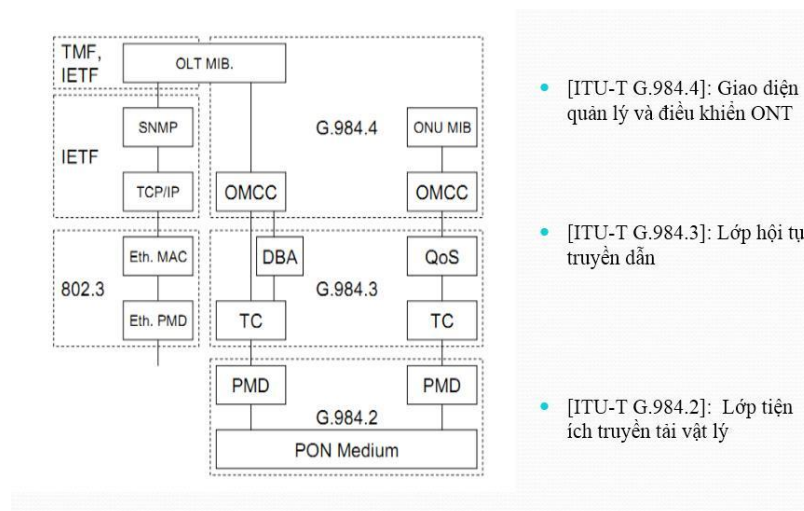 TMF,
IETF
OLT MIB.
SNMP
G.984.4
ONU MIB
IETF
TCP/IP
OMCC
OMCC
Eth. MAC
DBA
QoS
802.3
G.984.3
Eth. PMD
TC
TC
PMD
PMD
G.984.2
PON Medium
• [ITU-T G.984.4]: Giao diện
quản lý và điều khiển ONT
• [ITU-T G.984.3]: Lớp hội tụ
truyền dẫn
• [ITU-T G.984.2]: Lớp tiện
ích truyền tải vật lý